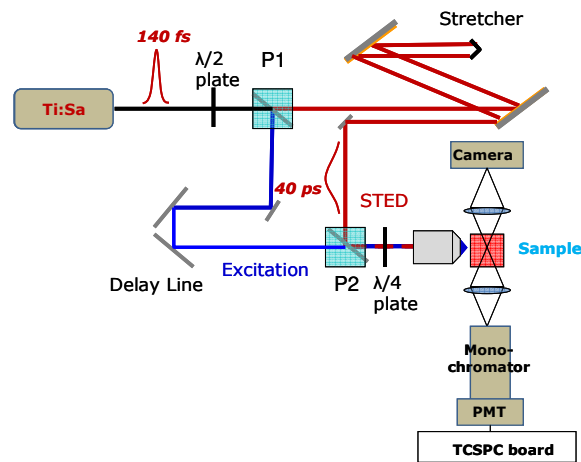 140 fs
Stretcher
λ/2
plate
P1
Ti:Sa
Camera
40 ps
STED
Sample
Excitation
Delay Line
P2
λ/4
plate
Mono-
chromator
PMT
TCSPC board